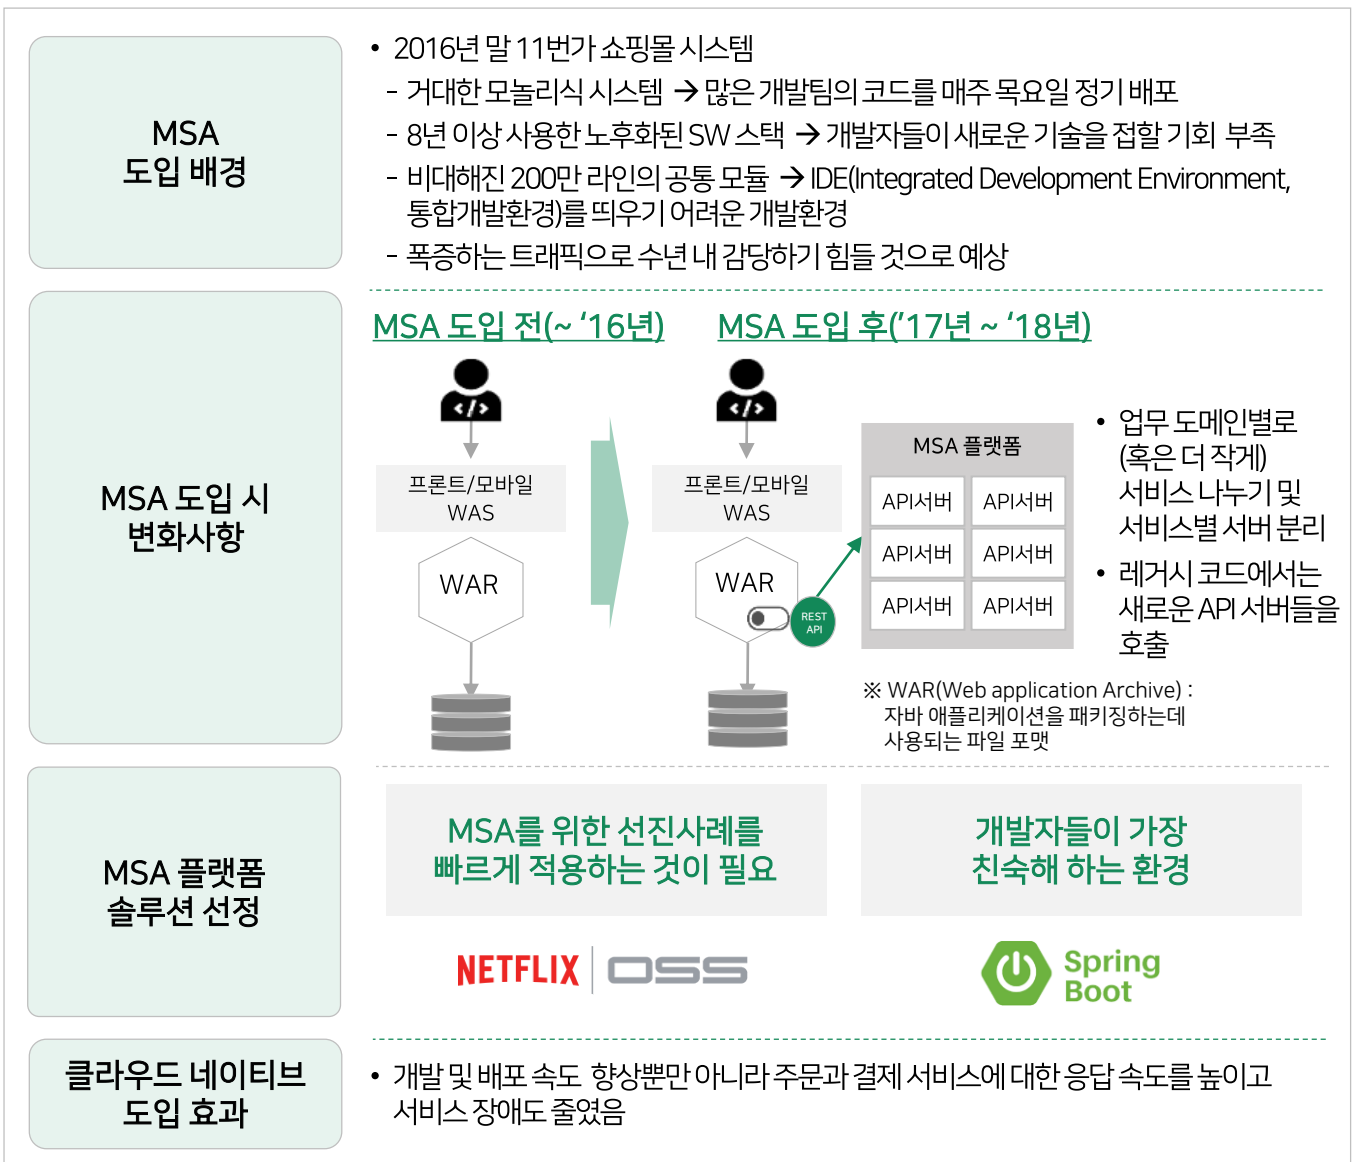 MSA
도입 배경
• 2016년 말 11번가 쇼핑몰 시스템
- 거대한 모놀리식 시스템 → 많은 개발팀의 코드를 매주 목요일 정기 배포
- 8년 이상 사용한 노후화된 SW 스택 → 개발자들이 새로운 기술을 접할 기회 부족
- 비대해진 200만 라인의 공통 모듈 → IDE(Integrated Development Environment,
통합개발환경)를 띄우기 어려운 개발환경
- 폭증하는 트래픽으로 수년 내 감당하기 힘들 것으로 예상
MSA 도입 시
변화사항
MSA 도입 전(~ ‘16년)
프론트/모바일
WAS
WAR
MSA 도입 후(’17년 ~ ‘18년)
프론트/모바일
WAS
WAR
REST
API
MSA 플랫폼
API서버 API서버
API서버 API서버
API서버 API서버
• 업무 도메인별로
(혹은 더 작게)
서비스 나누기 및
서비스별 서버 분리
• 레거시 코드에서는
새로운 API 서버들을
호출
※ WAR(Web application Archive) :
자바 애플리케이션을 패키징하는데
사용되는 파일 포맷
MSA 플랫폼
솔루션 선정
MSA를 위한 선진사례를
빠르게 적용하는 것이 필요
NETFLIX OSS
개발자들이 가장
친숙해 하는 환경
Spring
Boot
클라우드 네이티브
도입 효과
• 개발 및 배포 속도 향상뿐만 아니라 주문과 결제 서비스에 대한 응답 속도를 높이고
서비스 장애도 줄였음